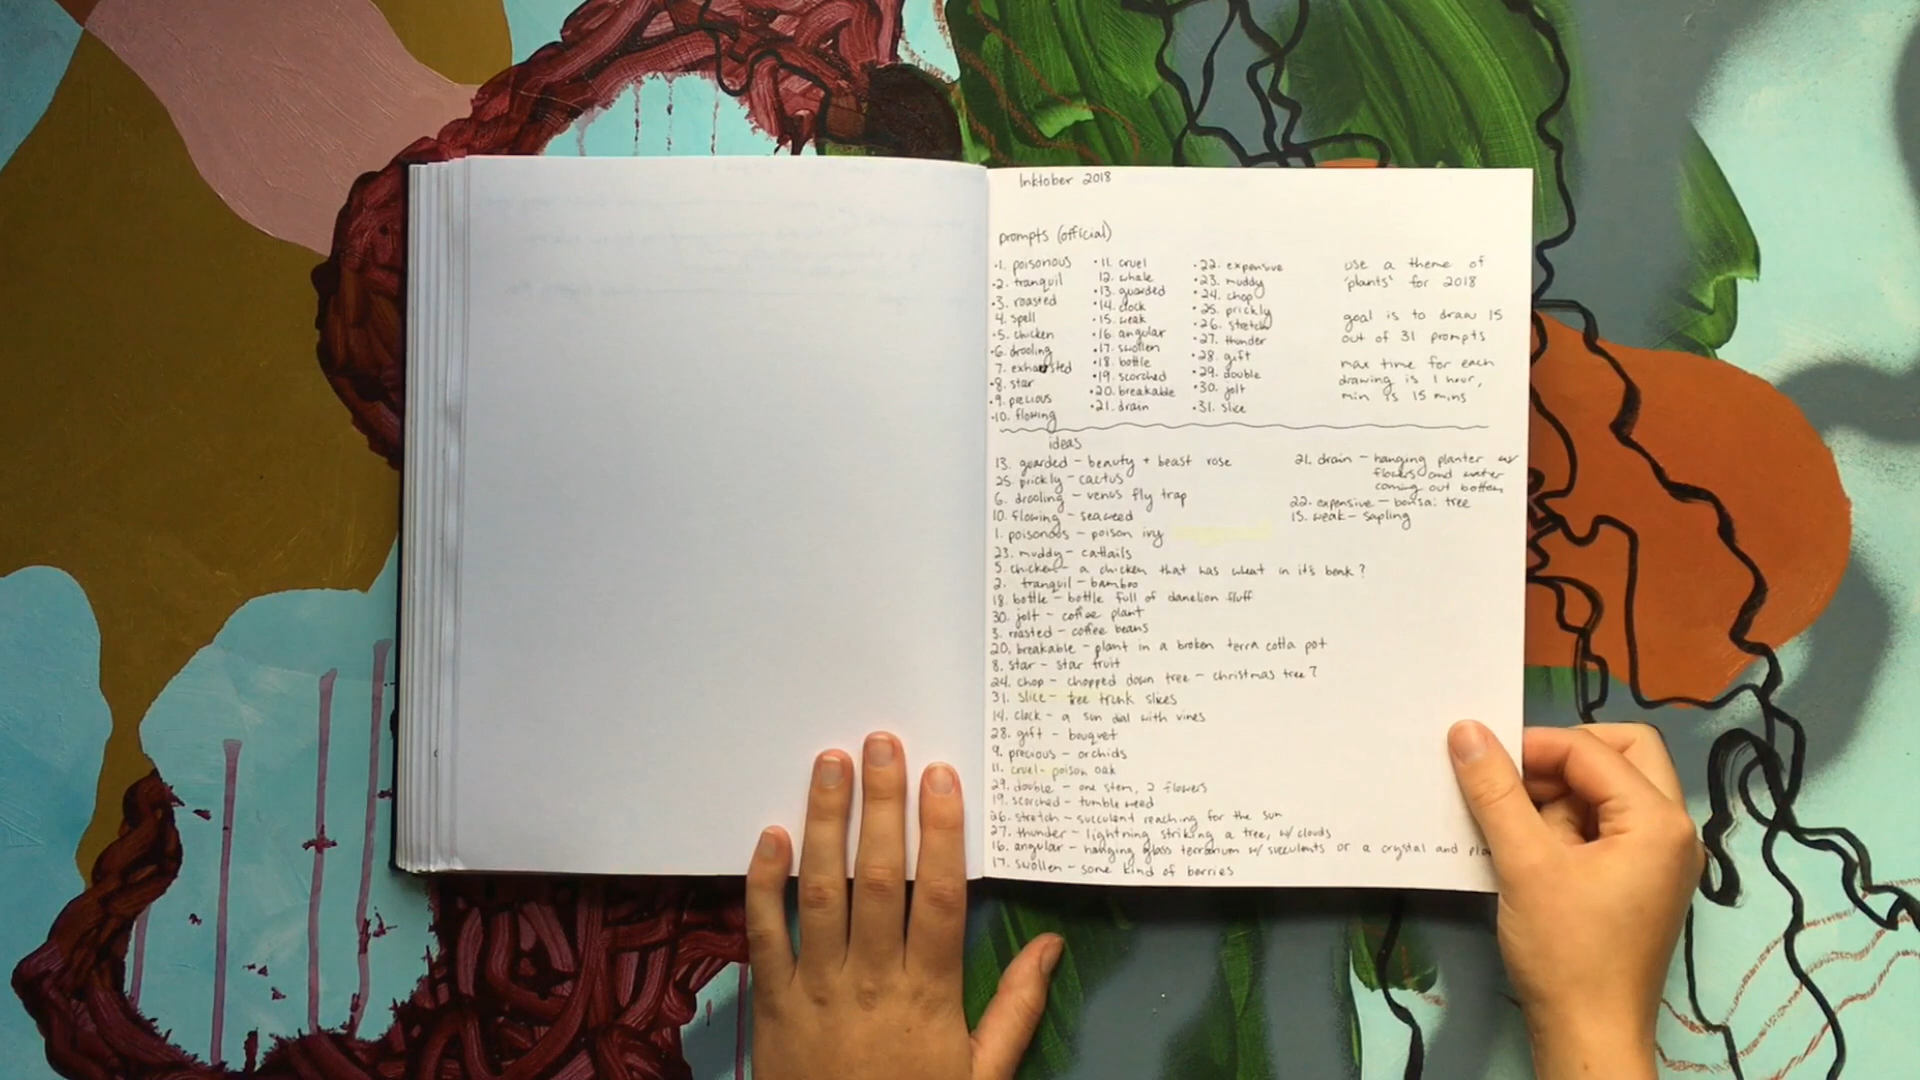 Inktober 2018
prompts (official)
•1. poisonous
•2. tranquil
•3. roasted
4. spell
•5. chicken
•6. drooling
7. exhausted
•8. star
•9. precious
•10. flowing
•11. cruel
12. whale
•13. guarded
•14. clock
•15. weak
•16. angular
•17. swollen
•18. bottle
•19. scorched
•20. breakable
•21. drain
•22. expensive
•23. muddy
•24. chop
•25. prickly
•26. stretch
•27. thunder
•28. gift
•29. double
•30. jolt
•31. slice
use a theme of
'plants' for 2018
goal is to draw 15
out of 31 prompts
max time for each
drawing is 1 hour,
min is 15 mins
ideas
13. guarded - beauty + beast rose
25. prickly - cactus
6. drooling - venus fly trap
10. flowing - seaweed
1. poisonous - poison ivy
23. muddy - cattails
5. chicken - a chicken that has wheat in it's beak?
2. tranquil - bamboo
18. bottle - bottle full of danelion fluff
30. jolt - coffee plant
3. roasted - coffee beans
20. breakable - plant in a broken terra cotta pot
8. star - star fruit
24. chop - chopped down tree - christmas tree?
31. slice - tree trunk slices
14. clock - a sun dial with vines
28. gift - bouquet
9. precious - orchids
11. cruel - poison oak
29. double - one stem, 2 flowers
19. scorched - tumble weed
26. stretch - succulent reaching for the sun
27. thunder - lightning striking a tree, w/ clouds
16. angular - hanging glass terrarium w/ succulents or a crystal and
17. swollen - some kind of berries
21. drain - hanging planter w/
flowers and water
coming out bottom
22. expensive - bonsai tree
15. weak - sapling